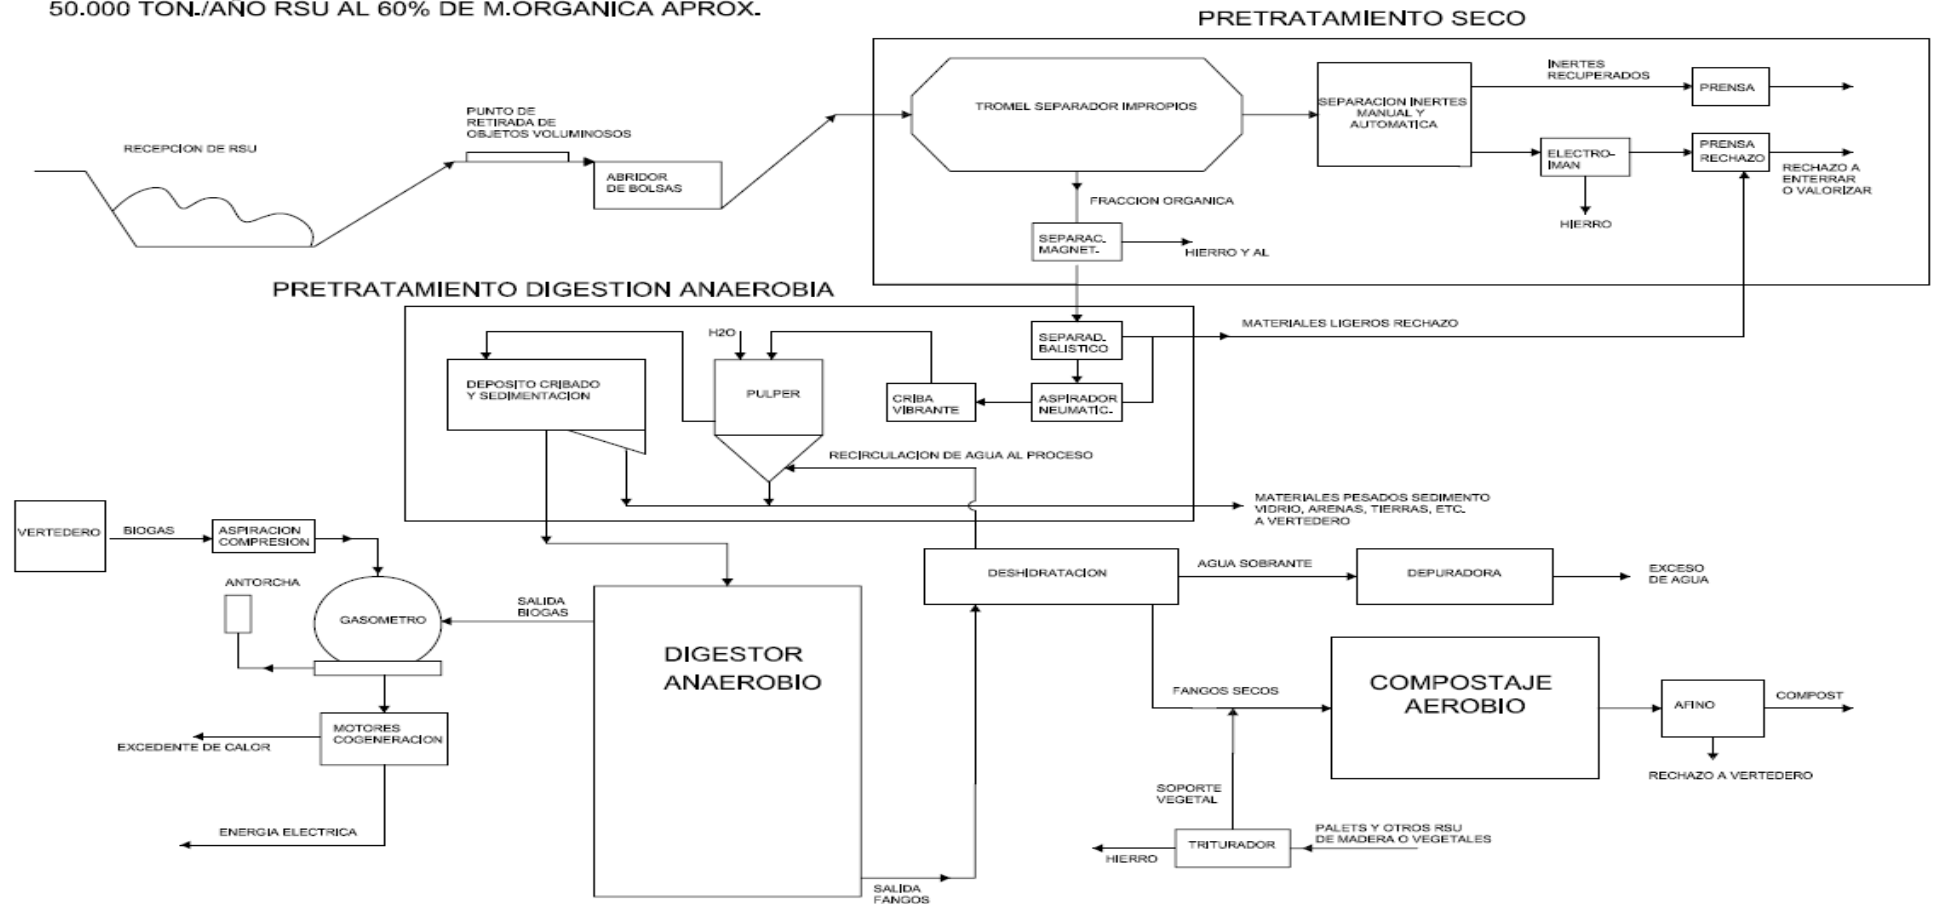 50.000 TON./AÑO RSU AL 60% DE M.ORGANICA APROX.
PRETRATAMIENTO SECO
RECEPCION DE RSU
PUNTO DE
RETIRADA DE
OBJETOS VOLUMINOSOS
ABRIDOR
DE BOLSAS
TROMEL SEPARADOR IMPROPIOS
SEPARACION INERTES
MANUAL Y
AUTOMATICA
INERTES
RECUPERADOS
PRENSA
ELECTRO-
IMAN
HIERRO
PRENSA
RECHAZO
RECHAZO A
ENTERRAR
O VALORIZAR
FRACCION ORGANICA
SEPARAC.
MAGNET.
HIERRO Y AL
PRETRATAMIENTO DIGESTION ANAEROBIA
SEPARAD.
BALISTICO
MATERIALES LIGEROS RECHAZO
ASPIRADOR
NEUMATIC.
CRIBA
VIBRANTE
H2O
PULPER
DEPOSITO CRIBADO
Y SEDIMENTACION
RECIRCULACION DE AGUA AL PROCESO
MATERIALES PESADOS SEDIMENTO
VIDRIO, ARENAS, TIERRAS, ETC.
A VERTEDERO
VERTEDERO
BIOGAS
ASPIRACION
COMPRESION
ANTORCHA
GASOMETRO
SALIDA
BIOGAS
MOTORES
COGENERACION
EXCEDENTE DE CALOR
ENERGIA ELECTRICA
DIGESTOR
ANAEROBIO
SALIDA
FANGOS
DESHIDRATACION
AGUA SOBRANTE
DEPURADORA
EXCESO
DE AGUA
FANGOS SECOS
COMPOSTAJE
AEROBIO
AFINO
COMPOST
RECHAZO A VERTEDERO
SOPORTE
VEGETAL
TRITURADOR
HIERRO
PALETS Y OTROS RSU
DE MADERA O VEGETALES